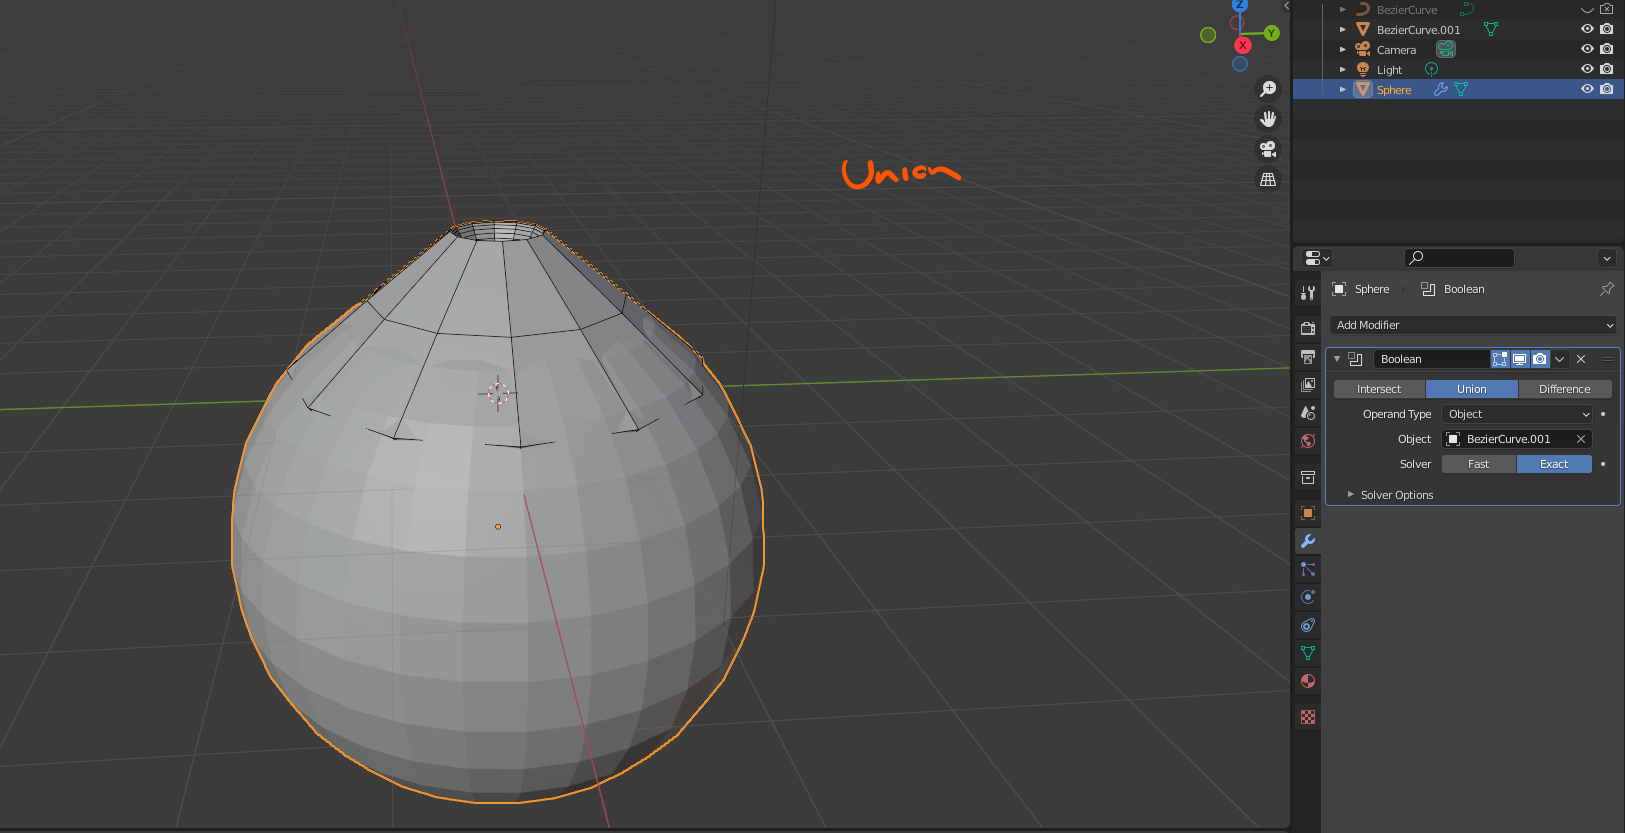 Z
Y
X
Union
BezierCurve
BezierCurve.001
Camera
Light
Sphere
Sphere
Boolean
Add Modifier
Boolean
Intersect
Union
Difference
Operand Type
Object
Object
BezierCurve.001
Solver
Fast
Exact
Solver Options